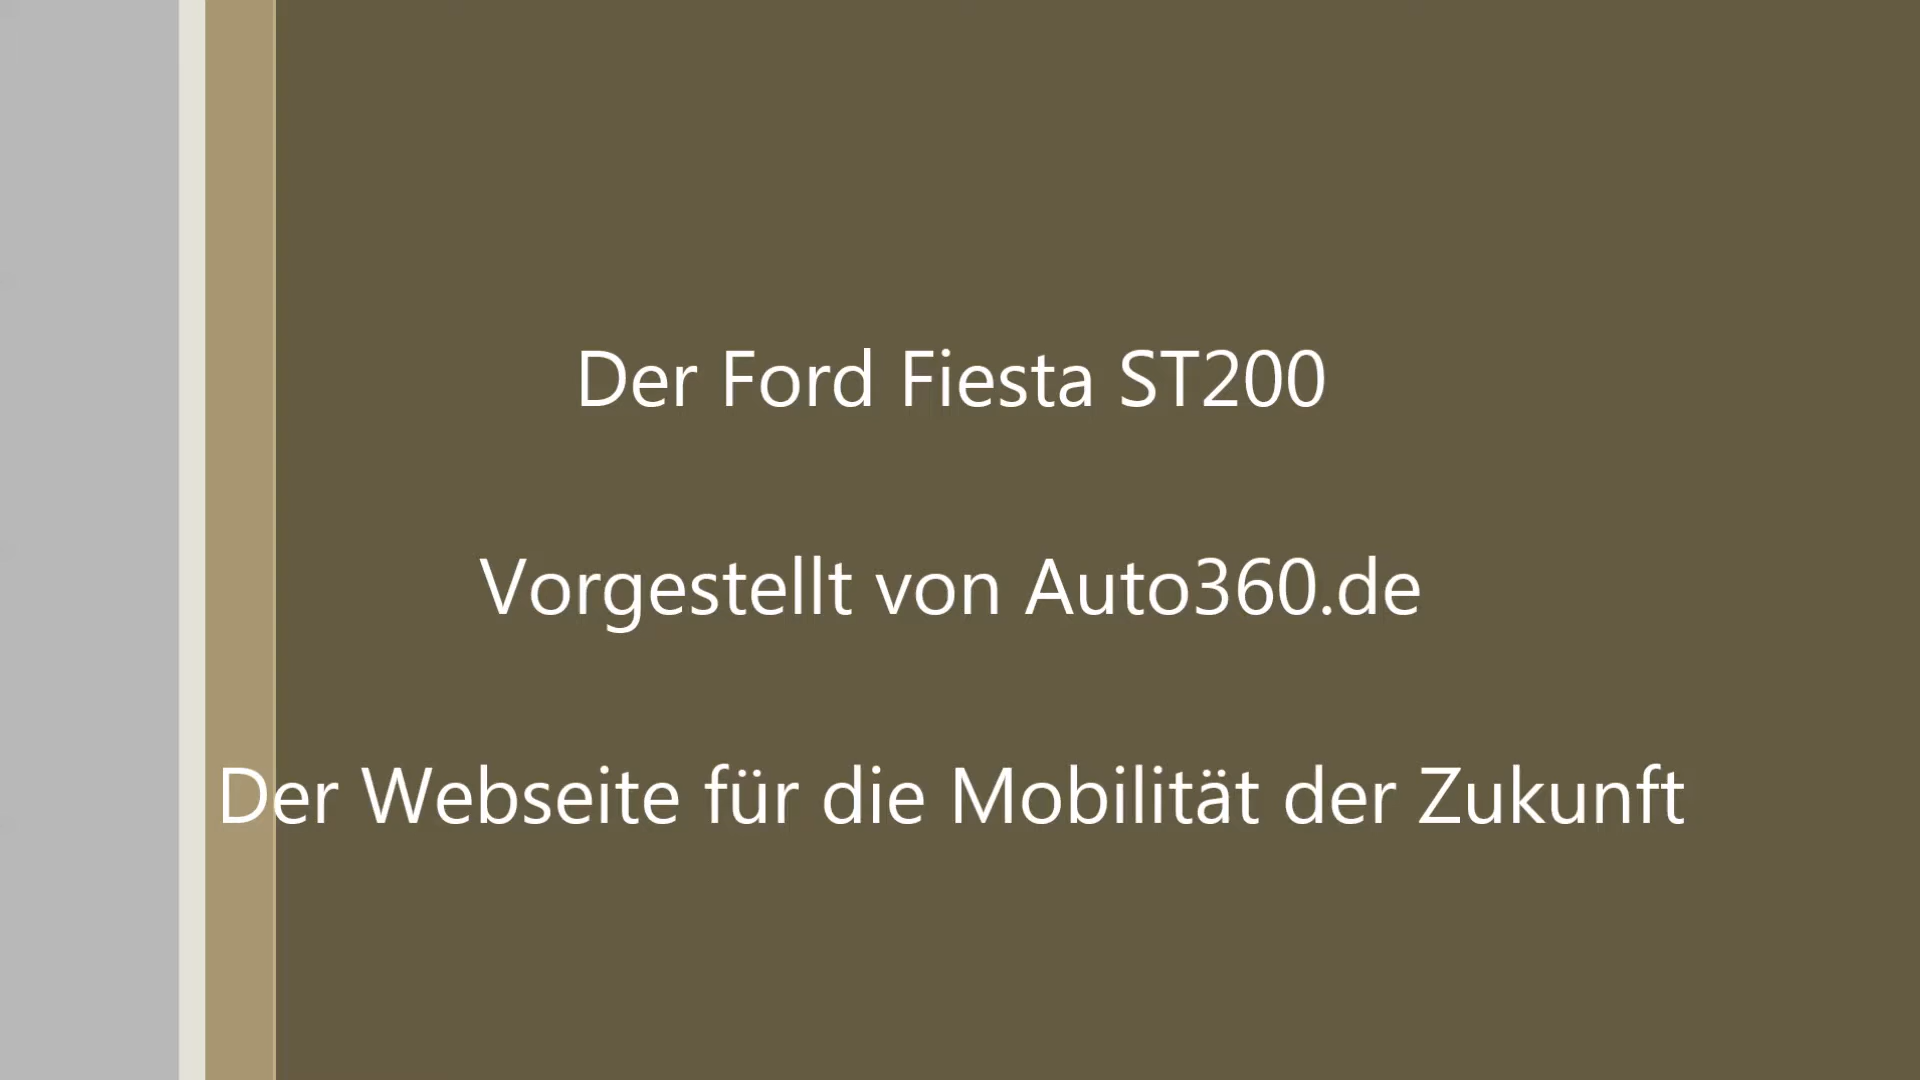 Der Ford Fiesta ST200
Vorgestellt von Auto360.de
Der Webseite für die Mobilität der Zukunft